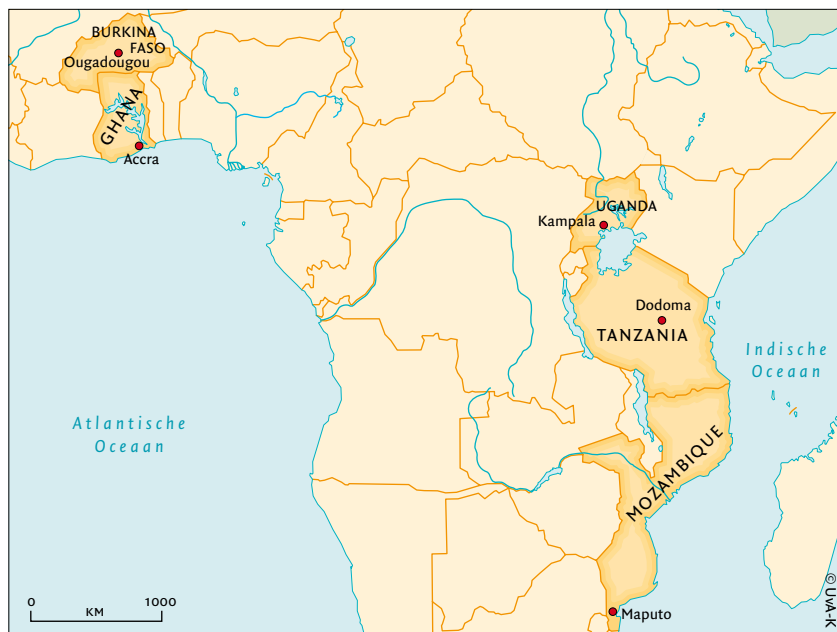 BURKINA
FASO
Ougadougou
GHANA
Accra
UGANDA
Kampala
Dodoma
TANZANIA
Indische
Oceaan
Atlantische
Oceaan
MOZAMBIQUE
0 1000
KM
Maputo
© UvA-K